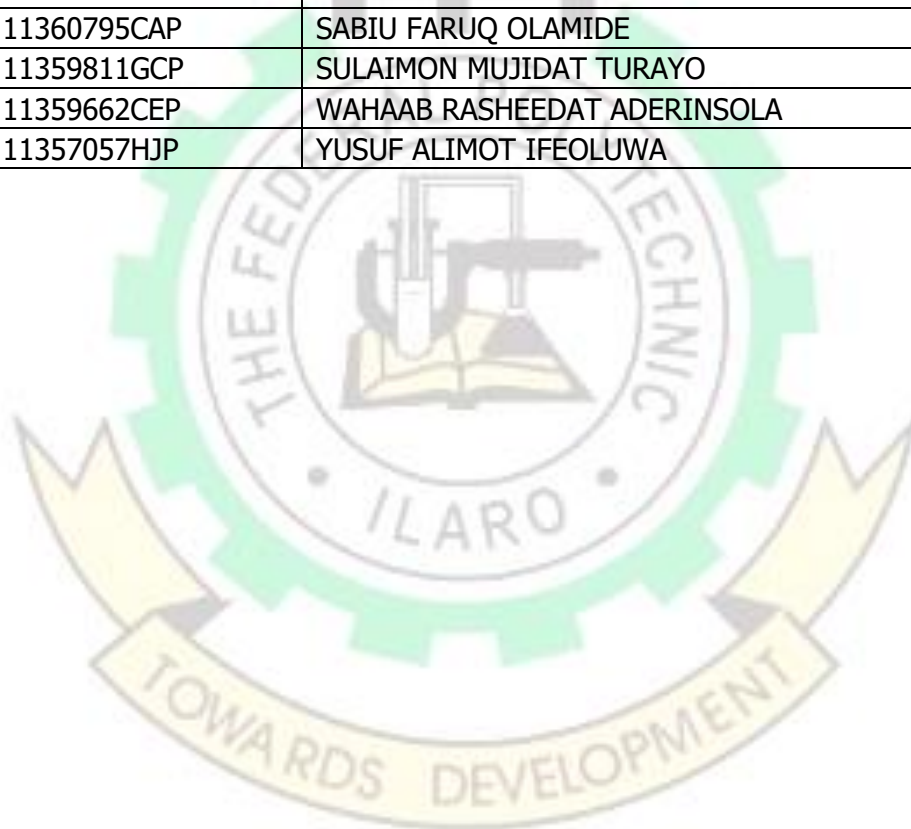 11360795CAP SABIU FARUQ OLAMIDE
11359811GCP SULAIMON MUJIDAT TURAYO
11359662CEP WAHAAB RASHEEDAT ADERINSOLA
11357057HJP YUSUF ALIMOT IFEOLUWA
THE FEDERAL POLYTECHNIC
ILARO
TOWARDS DEVELOPMENT